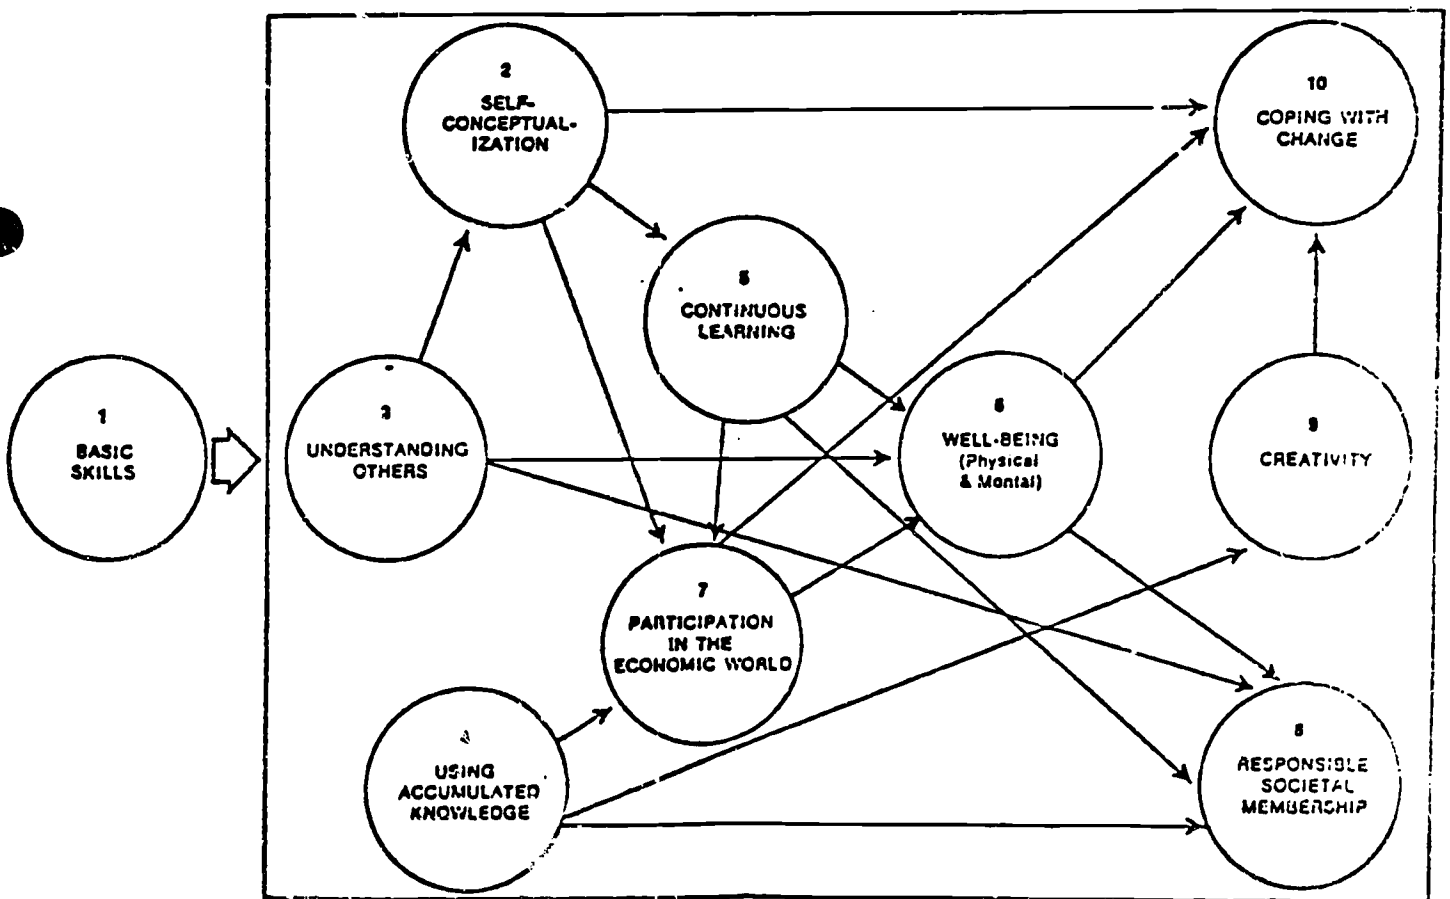 1
BASIC
SKILLS
2
SELF-
CONCEPTUAL-
IZATION
3
UNDERSTANDING
OTHERS
4
USING
ACCUMULATED
KNOWLEDGE
5
CONTINUOUS
LEARNING
6
WELL-BEING
(Physical
& Mental)
7
PARTICIPATION
IN THE
ECONOMIC WORLD
8
RESPONSIBLE
SOCIETAL
MEMBERSHIP
9
CREATIVITY
10
COPING WITH
CHANGE